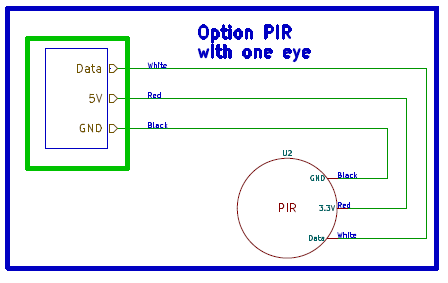 Option PIR
with one eye
Data White
5V Red
GND Black
U2
GND Black
PIR 3.3V Red
Data White